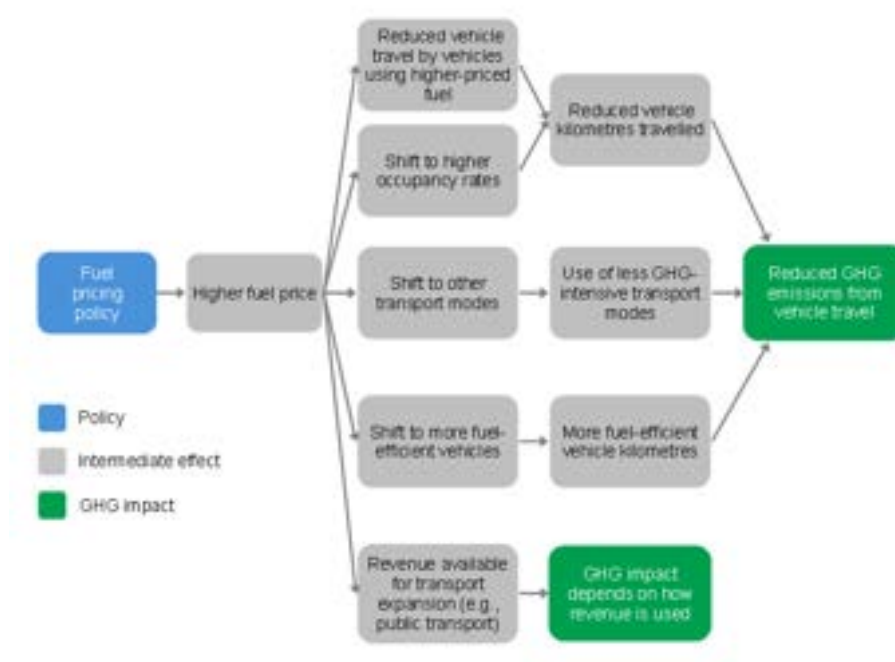 Reduced vehicle
travel by vehicles
using higher-priced
fuel
Reduced vehicle
kilometres travelled
Shift to higher
occupancy rates
Fuel
pricing
policy
Higher fuel price
Shift to other
transport modes
Use of less GHG-
intensive transport
modes
Reduced GHG
emissions from
vehicle travel
Policy
Intermediate effect
GHG impact
Shift to more fuel-
efficient vehicles
More fuel-efficient
vehicle kilometres
Revenue available
for transport
expansion (e.g.,
public transport)
GHG impact
depends on how
revenue is used